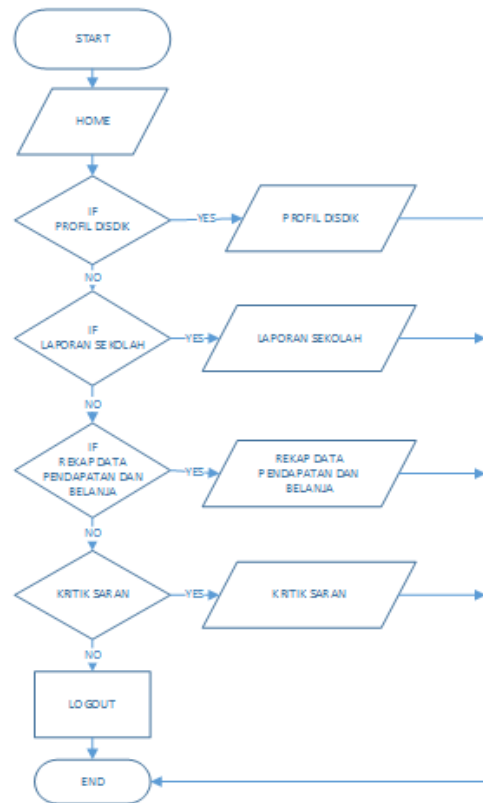 START
HOME
IF
PROFIL DISDIK
YES
PROFIL DISDIK
NO
IF
LAPORAN SEKOLAH
YES
LAPORAN SEKOLAH
NO
IF
REKAP DATA
PENDAPATAN DAN
BELANJA
YES
REKAP DATA
PENDAPATAN DAN
BELANJA
NO
KRITIK SARAN
YES
KRITIK SARAN
NO
LOGOUT
END